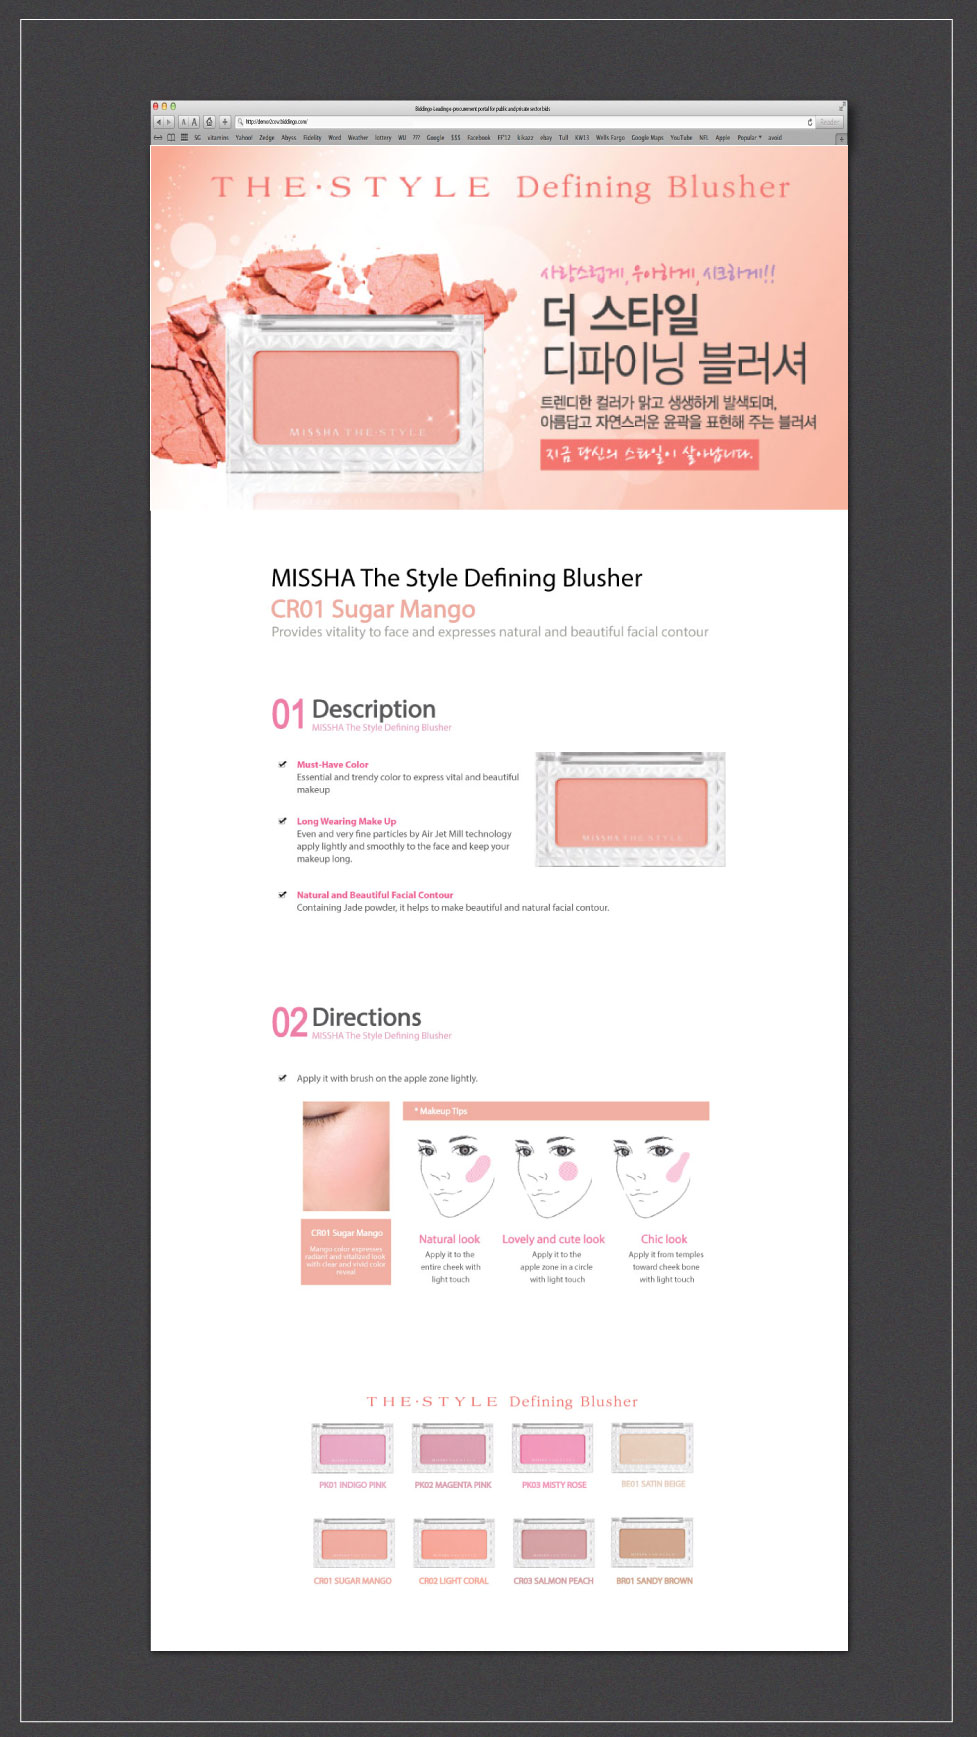 Biddingo -Leading e-procurement portal for public and private sector bids
http://demo2cow.biddingo.com/
Reader
SG vitamins Yahoo! Zedge Abyss Fidelity Word Weather lottery WU ??? Google $$$ Facebook FF'12 kikazz ebay Tull KW13 Wells Fargo Google Maps YouTube NFL Apple Popular avoid
THE·STYLE Defining Blusher
사랑스럽게, 우아하게, 시크하게!!
더 스타일
디파이닝 블러셔
트렌디한 컬러가 맑고 생생하게 발색되며,
아름답고 자연스러운 윤곽을 표현해 주는 블러셔
지금 당신의 스타일이 살아납니다.
MISSHA THE·STYLE
MISSHA The Style Defining Blusher
CR01 Sugar Mango
Provides vitality to face and expresses natural and beautiful facial contour
01 Description
MISSHA The Style Defining Blusher
Must-Have Color
Essential and trendy color to express vital and beautiful
makeup
Long Wearing Make Up
Even and very fine particles by Air Jet Mill technology
apply lightly and smoothly to the face and keep your
makeup long.
MISSHA THE·STYLE
Natural and Beautiful Facial Contour
Containing Jade powder, it helps to make beautiful and natural facial contour.
02 Directions
MISSHA The Style Defining Blusher
Apply it with brush on the apple zone lightly.
* Makeup Tips
CR01 Sugar Mango
Mango color expresses
radiant and vitalized look
with clear and vivid color
reveal
Natural look
Apply it to the
entire cheek with
light touch
Lovely and cute look
Apply it to the
apple zone in a circle
with light touch
Chic look
Apply it from temples
toward cheek bone
with light touch
THE·STYLE Defining Blusher
PK01 INDIGO PINK
PK02 MAGENTA PINK
PK03 MISTY ROSE
BE01 SATIN BEIGE
CR01 SUGAR MANGO
CR02 LIGHT CORAL
CR03 SALMON PEACH
BR01 SANDY BROWN